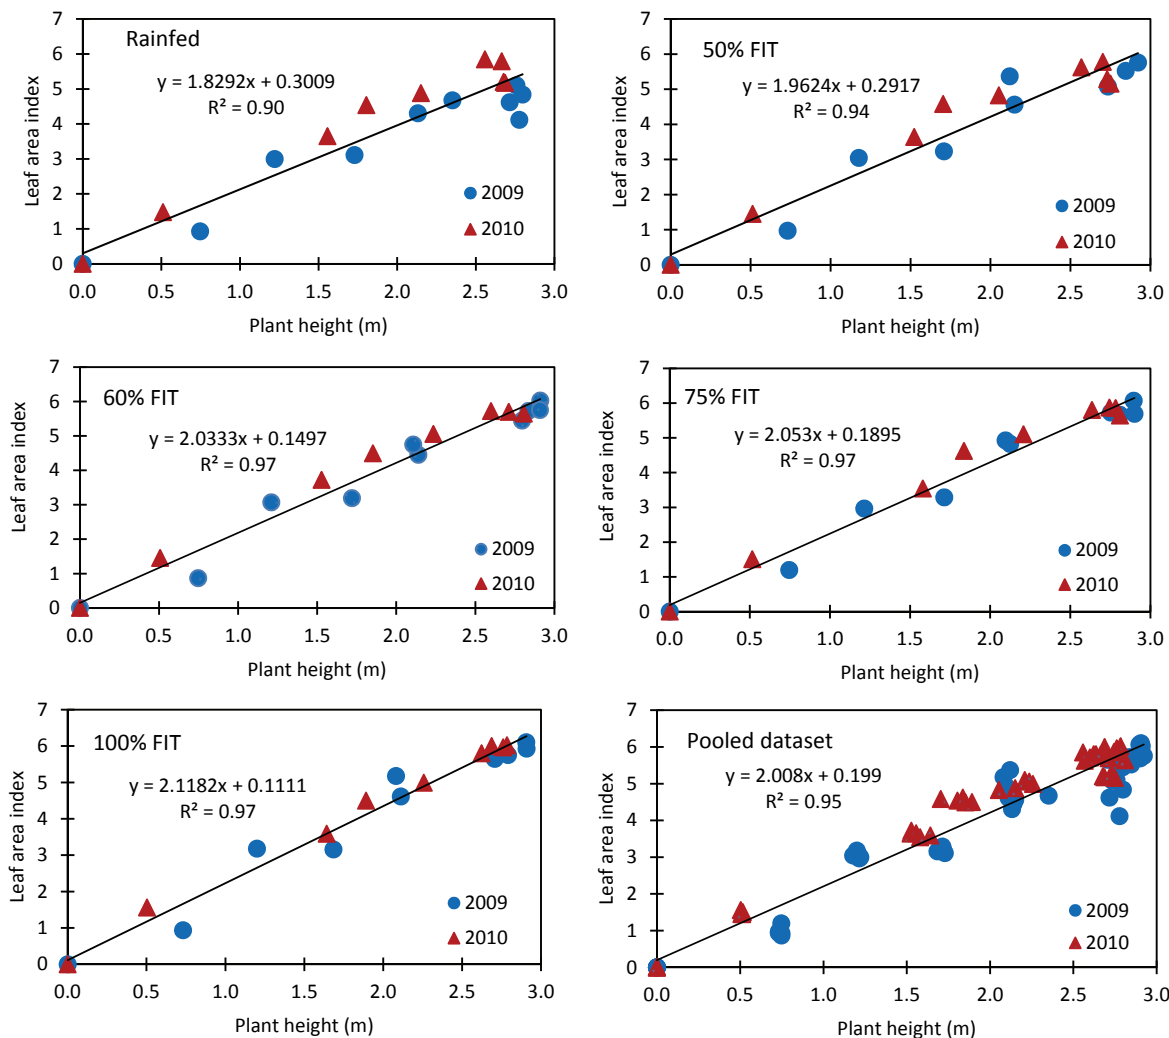 Rainfed
y = 1.8292x + 0.3009
R² = 0.90
Leaf area index
7
6
5
4
3
2
1
0
2009
2010
0.0 0.5 1.0 1.5 2.0 2.5 3.0
Plant height (m)
50% FIT
y = 1.9624x + 0.2917
R² = 0.94
Leaf area index
7
6
5
4
3
2
1
0
2009
2010
0.0 0.5 1.0 1.5 2.0 2.5 3.0
Plant height (m)
60% FIT
y = 2.0333x + 0.1497
R² = 0.97
Leaf area index
7
6
5
4
3
2
1
0
2009
2010
0.0 0.5 1.0 1.5 2.0 2.5 3.0
Plant height (m)
75% FIT
y = 2.053x + 0.1895
R² = 0.97
Leaf area index
7
6
5
4
3
2
1
0
2009
2010
0.0 0.5 1.0 1.5 2.0 2.5 3.0
Plant height (m)
100% FIT
y = 2.1182x + 0.1111
R² = 0.97
Leaf area index
7
6
5
4
3
2
1
0
2009
2010
0.0 0.5 1.0 1.5 2.0 2.5 3.0
Plant height (m)
Pooled dataset
y = 2.008x + 0.199
R² = 0.95
Leaf area index
7
6
5
4
3
2
1
0
2009
2010
0.0 0.5 1.0 1.5 2.0 2.5 3.0
Plant height (m)